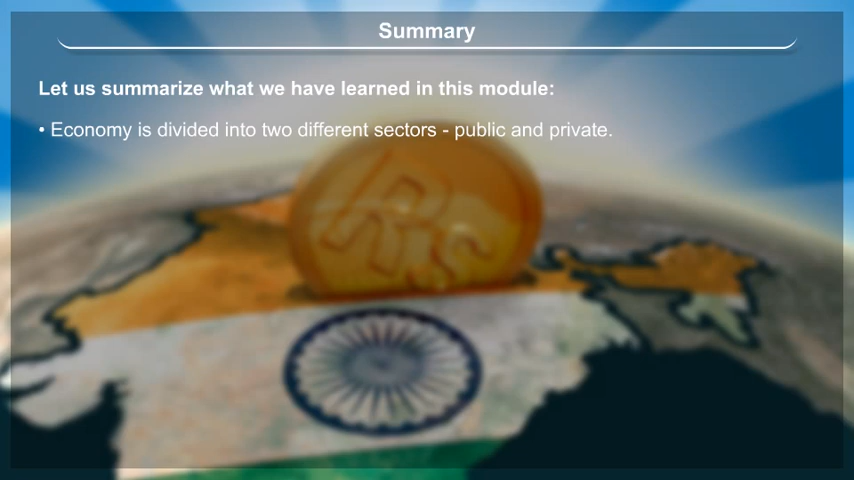 Summary
Let us summarize what we have learned in this module:
• Economy is divided into two different sectors - public and private.
Rs